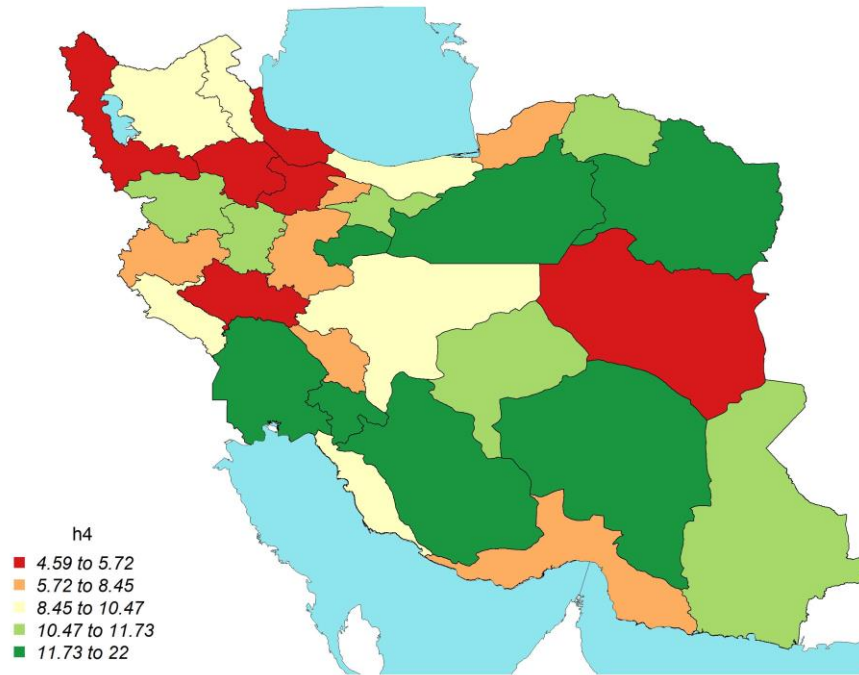 h4
4.59 to 5.72
5.72 to 8.45
8.45 to 10.47
10.47 to 11.73
11.73 to 22